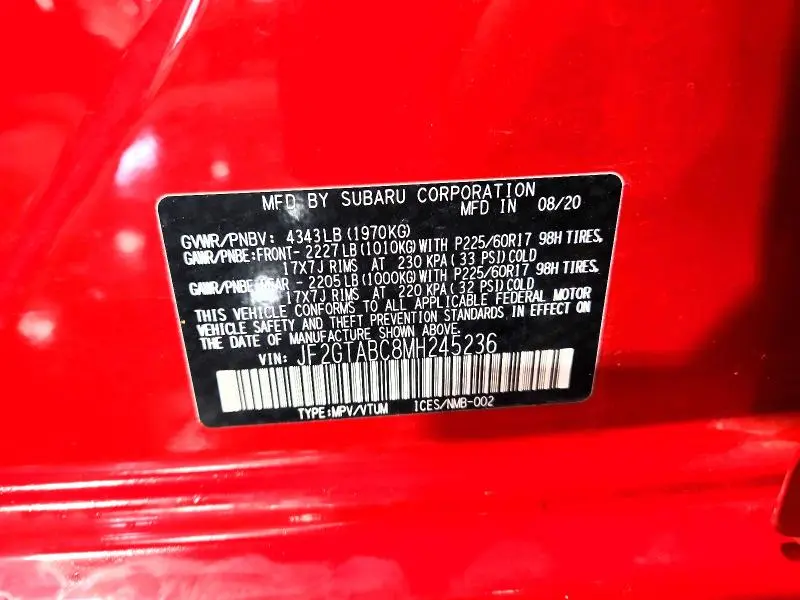 MFD BY SUBARU CORPORATION
MFD IN 08/20
GVWR/PNBV: 4343LB(1970KG)
GAWR/PNBE:FRONT- 2227LB(1010KG)WITH P225/60R17 98H TIRES,
17X7J RIMS AT 230 KPA( 33 PSI)COLD
GAWR/PNBE:REAR - 2205LB(1000KG)WITH P225/60R17 98H TIRES,
17X7J RIMS AT 220 KPA( 32 PSI)COLD
THIS VEHICLE CONFORMS TO ALL APPLICABLE FEDERAL MOTOR
VEHICLE SAFETY AND THEFT PREVENTION STANDARDS IN EFFECT ON
THE DATE OF MANUFACTURE SHOWN ABOVE.
VIN: JF2GTABC8MH245236
TYPE:MPV/VTUM ICES/NMB-002